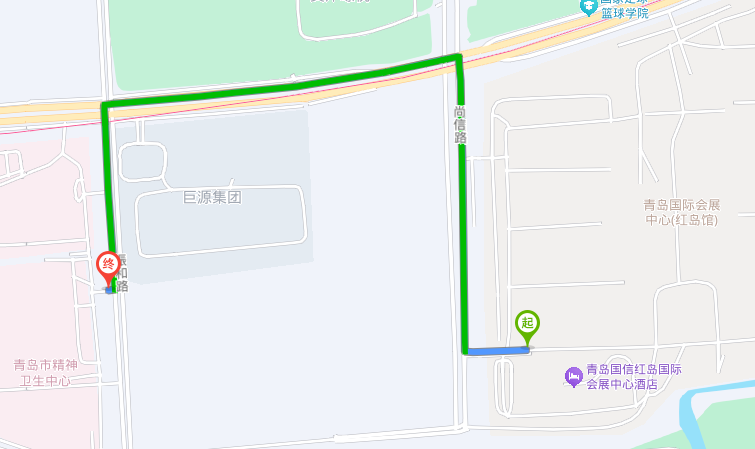 篮球学院
尚信路
巨源集团
青岛国际会展
中心(红岛馆)
终
和路
起
青岛市精神
卫生中心
青岛国信红岛国际
会展中心酒店